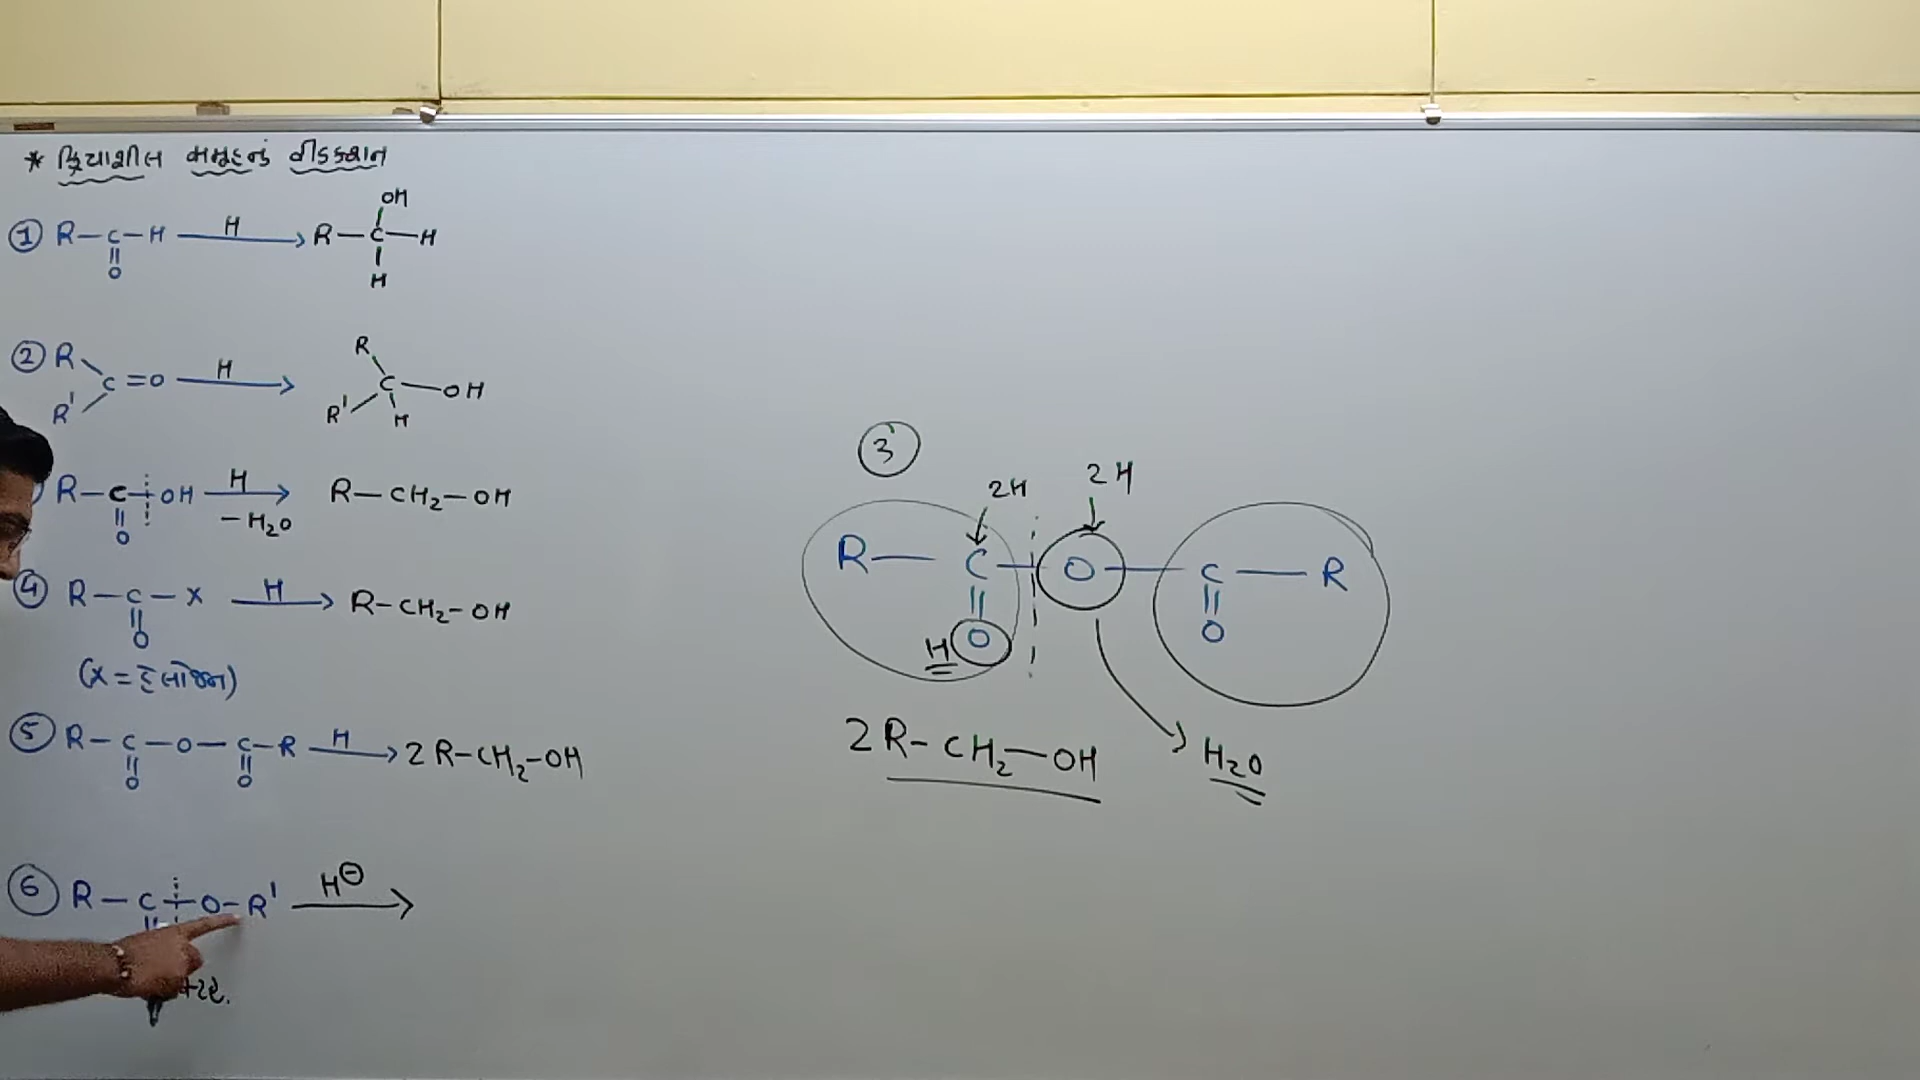 * ક્રિયાશીલ સમૂહનું રીડક્શન
① R–C–H —H→ R–C–H
OH
||
O
H
② R
R' C=O —H→ R
R' C–OH
H
R–C–OH —H→ R–CH₂–OH
–H₂O
||
O
④ R–C–X —H→ R–CH₂–OH
||
O
(X = હેલોજન)
⑤ R–C–O–C–R —H→ 2R–CH₂–OH
||
O
||
O
⑥ R–C–O–R' —H⊖→
③
2H
2H
R–C–O–C–R
||
H O
||
O
2R–CH₂–OH
H₂O